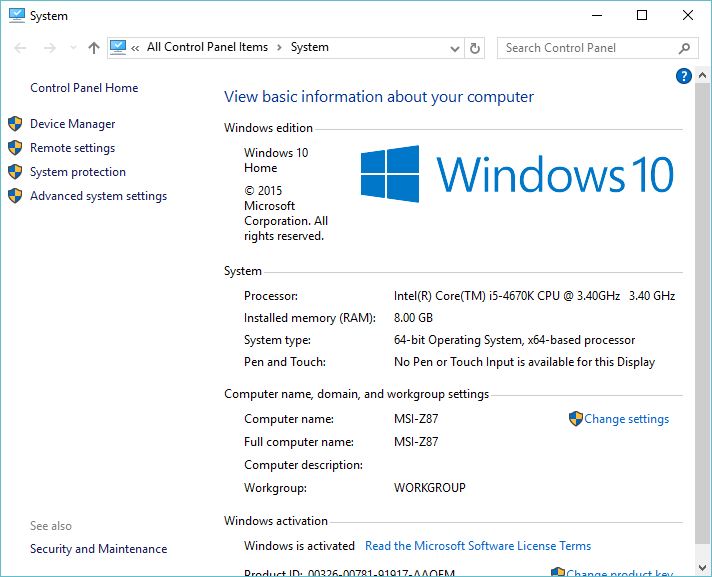 System
« All Control Panel Items > System
Search Control Panel
Control Panel Home
Device Manager
Remote settings
System protection
Advanced system settings
See also
Security and Maintenance
?
View basic information about your computer
Windows edition
Windows 10
Home
© 2015
Microsoft
Corporation. All
rights reserved.
Windows 10
System
Processor: Intel(R) Core(TM) i5-4670K CPU @ 3.40GHz 3.40 GHz
Installed memory (RAM): 8.00 GB
System type: 64-bit Operating System, x64-based processor
Pen and Touch: No Pen or Touch Input is available for this Display
Computer name, domain, and workgroup settings
Computer name: MSI-Z87 Change settings
Full computer name: MSI-Z87
Computer description:
Workgroup: WORKGROUP
Windows activation
Windows is activated Read the Microsoft Software License Terms
Product ID: 00326-00781-91917-AAOEM Change product key